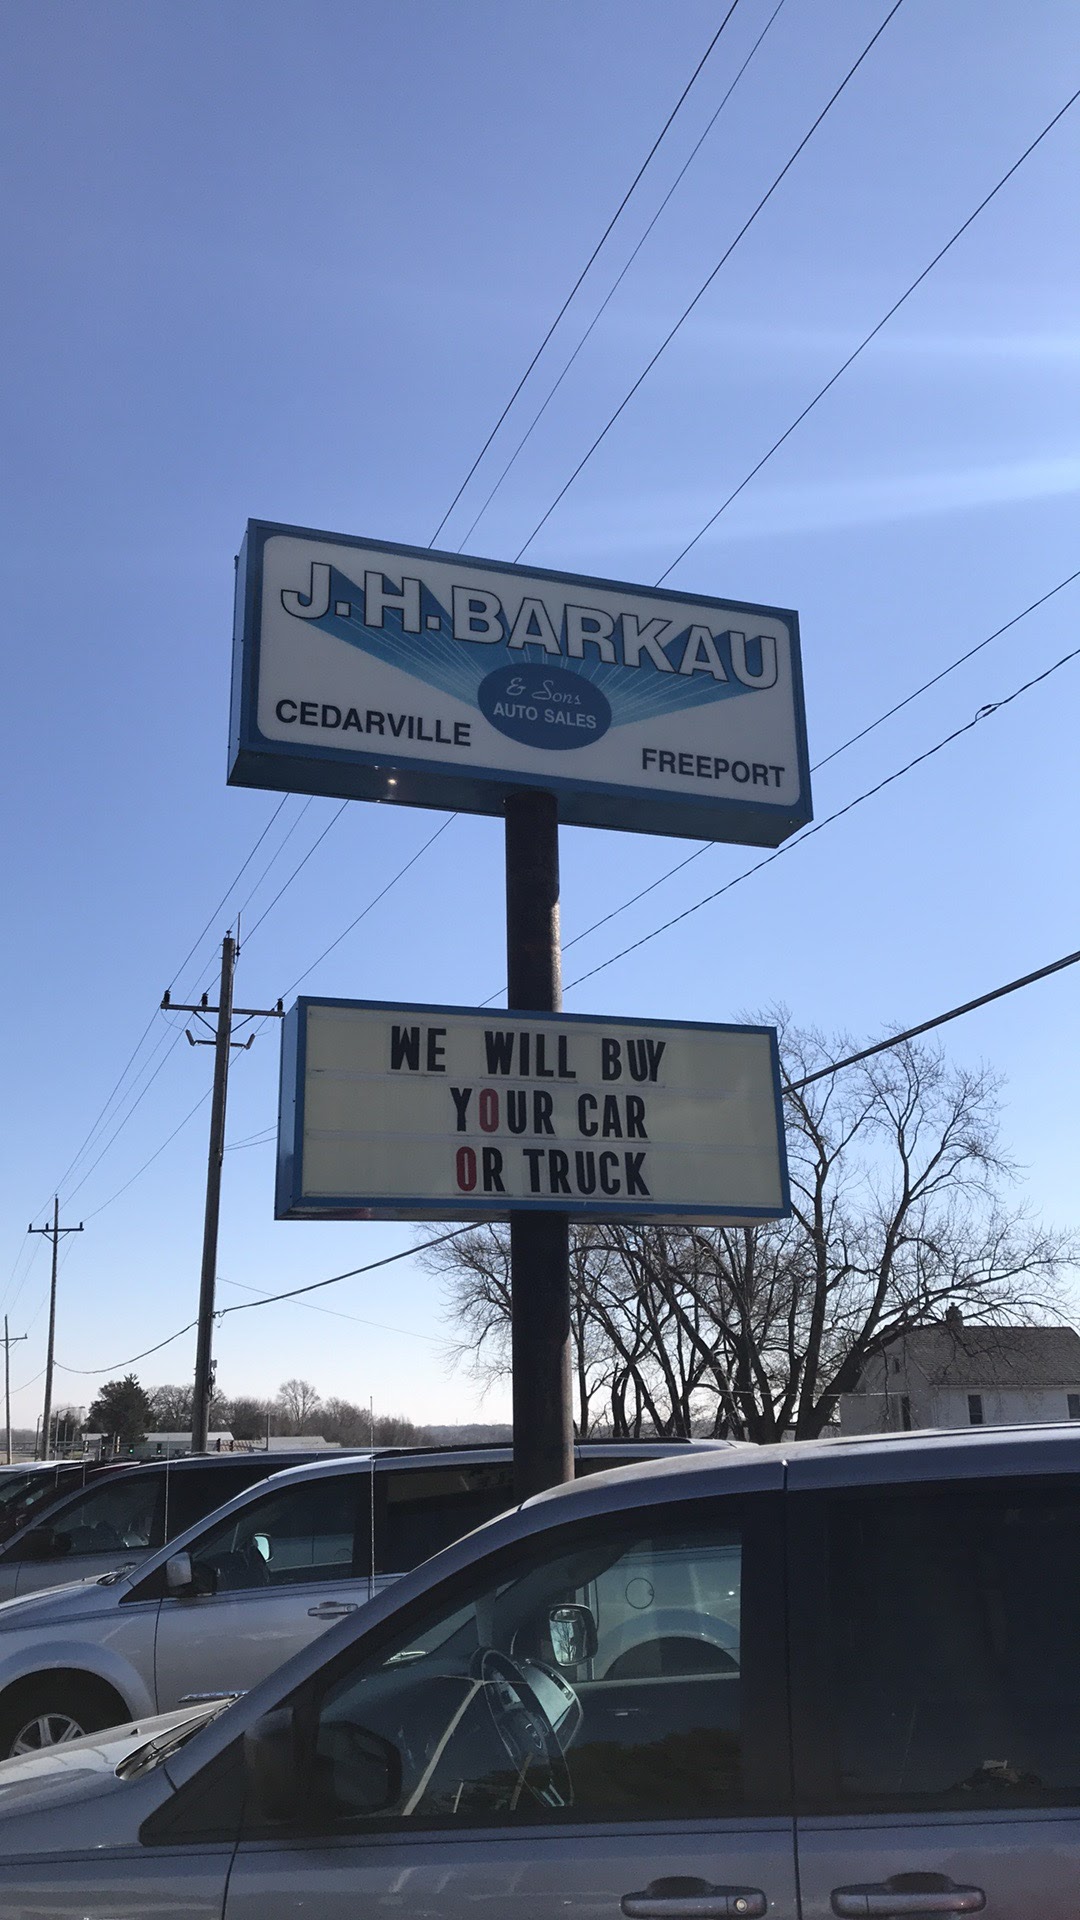 J.H.BARKAU
& Sons
AUTO SALES
CEDARVILLE
FREEPORT
WE WILL BUY
YOUR CAR
OR TRUCK